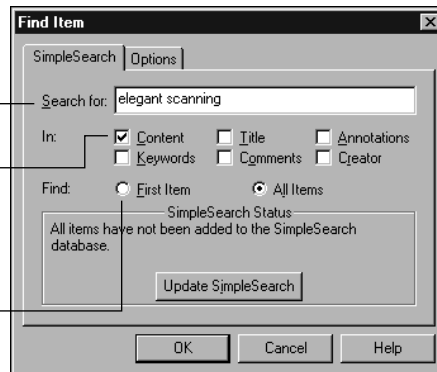 Find Item
SimpleSearch Options
Search for: elegant scanning
In: Content Title Annotations
Keywords Comments Creator
Find: First Item All Items
SimpleSearch Status
All items have not been added to the SimpleSearch
database.
Update SimpleSearch
OK Cancel Help